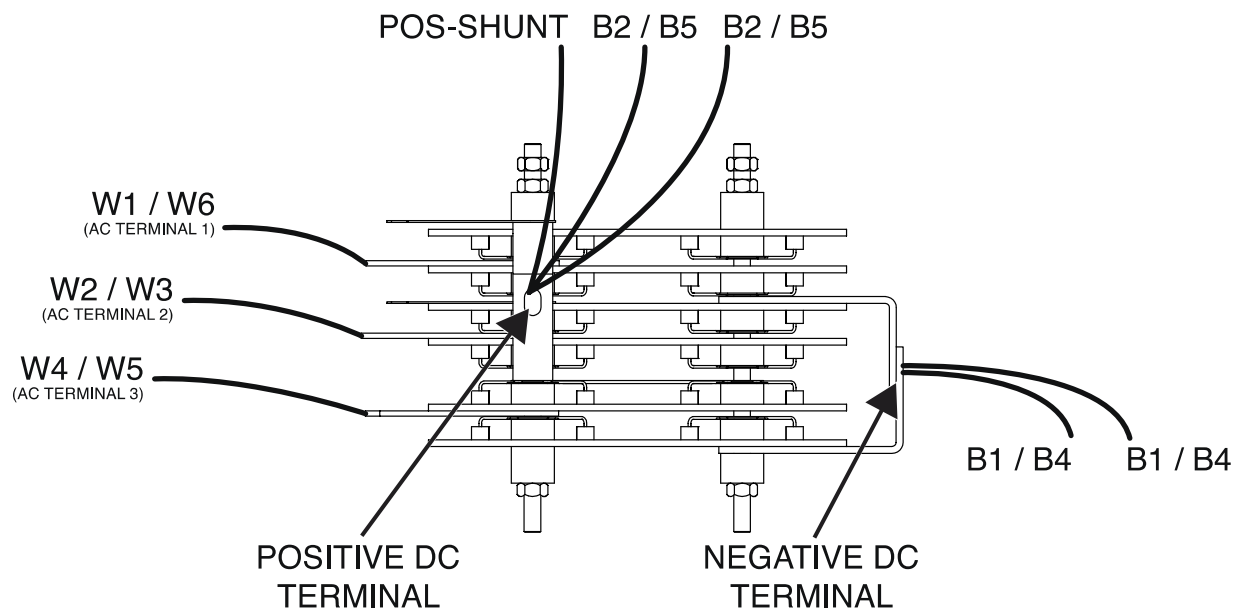 POS-SHUNT B2 / B5 B2 / B5
W1 / W6
(AC TERMINAL 1)
W2 / W3
(AC TERMINAL 2)
W4 / W5
(AC TERMINAL 3)
B1 / B4 B1 / B4
POSITIVE DC
TERMINAL
NEGATIVE DC
TERMINAL